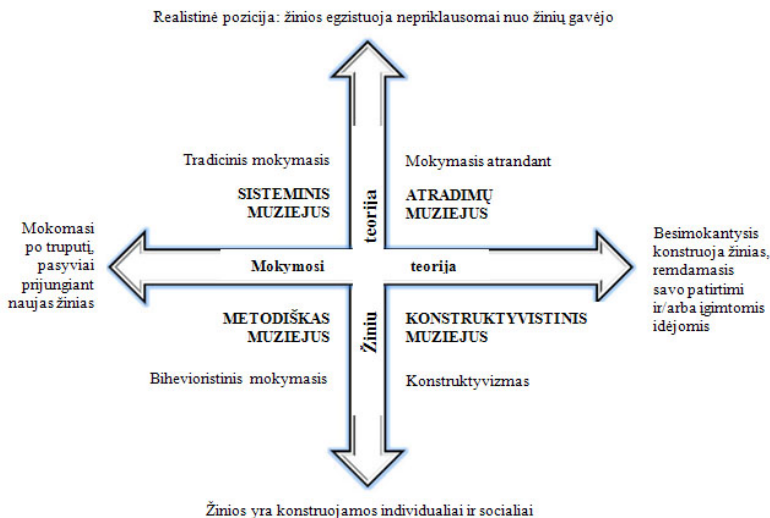 Realistinė pozicija: žinios egzistuoja nepriklausomai nuo žinių gavėjo
Tradicinis mokymasis
SISTEMINIS
MUZIEJUS
Mokymasis atrandant
ATRADIMŲ
MUZIEJUS
teorija
Mokomasi
po truputį,
pasyviai
prijungiant
naujas žinias
Mokymosi teorija
Besimokantysis
konstruoja žinias,
remdamasis
savo patirtimi
ir/arba įgimtomis
idėjomis
METODIŠKAS
MUZIEJUS
Bihevioristinis mokymasis
Žiniu
KONSTRUKTYVISTINIS
MUZIEJUS
Konstruktyvizmas
Žinios yra konstruojamos individualiai ir socialiai